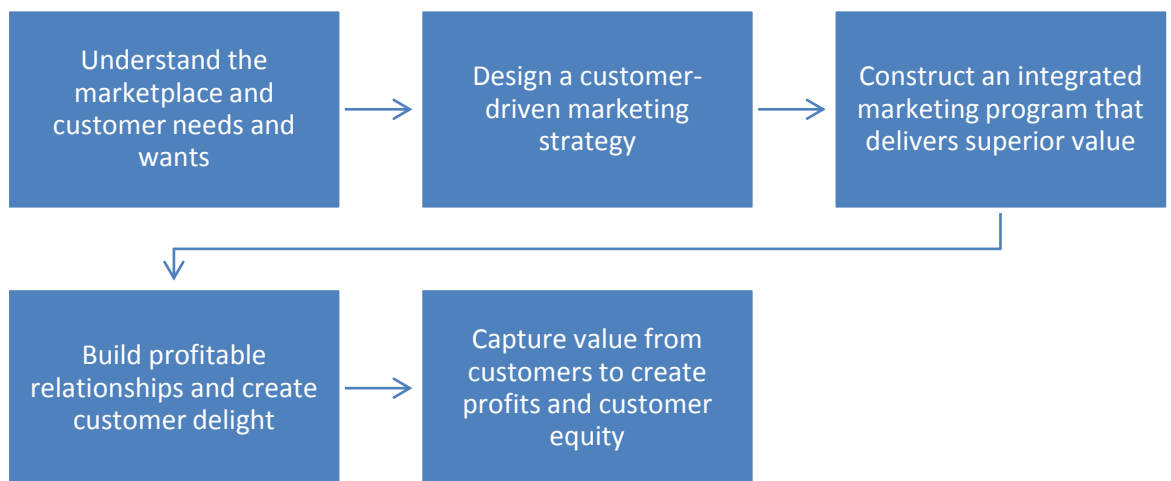 Understand the
marketplace and
customer needs and
wants
Design a customer-
driven marketing
strategy
Construct an integrated
marketing program that
delivers superior value
Build profitable
relationships and create
customer delight
Capture value from
customers to create
profits and customer
equity